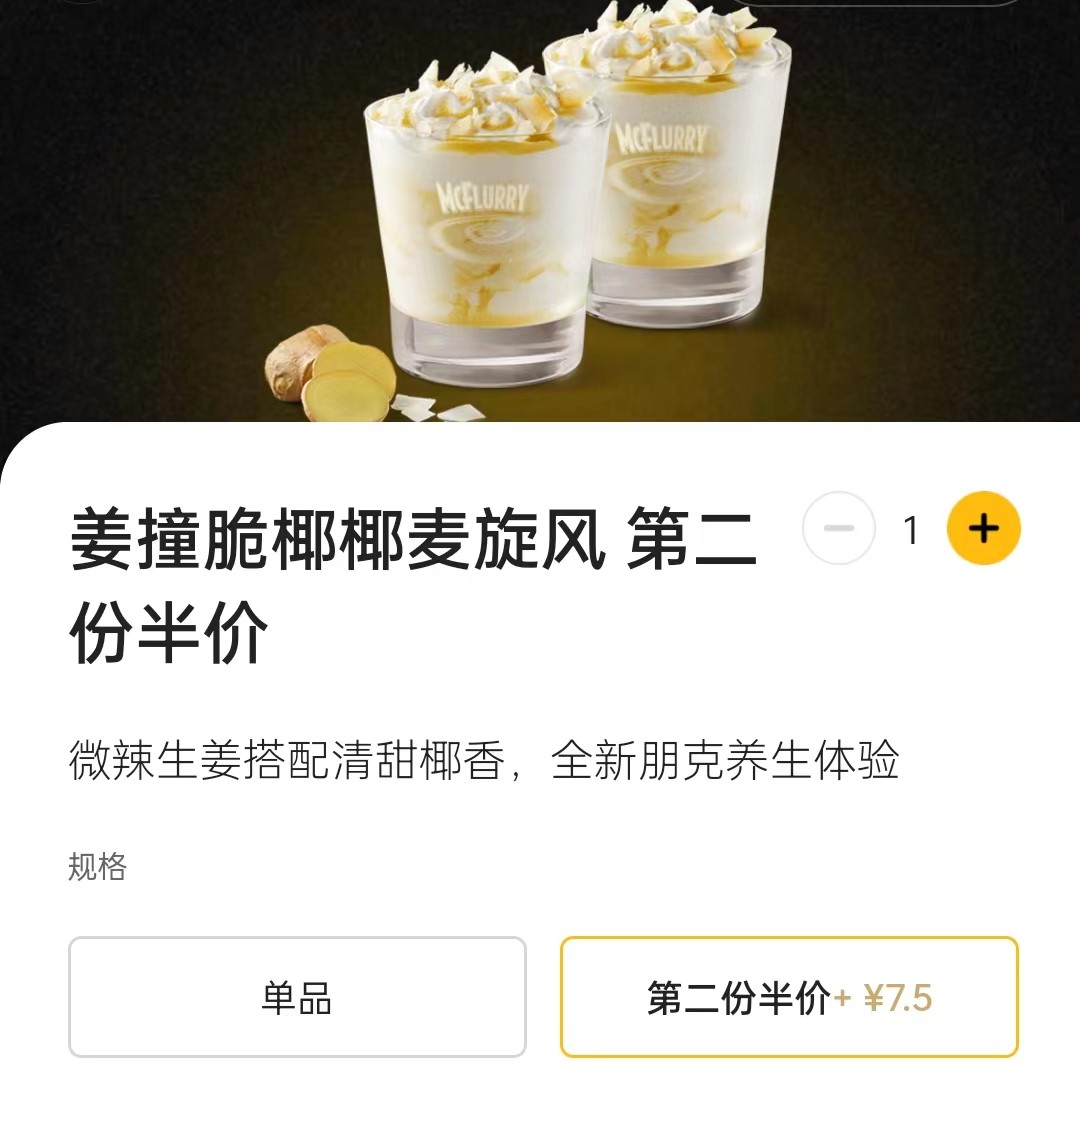 McFLURRY
McFLURRY
姜撞脆椰椰麦旋风 第二
份半价
1
微辣生姜搭配清甜椰香，全新朋克养生体验
规格
单品
第二份半价+ ¥7.5